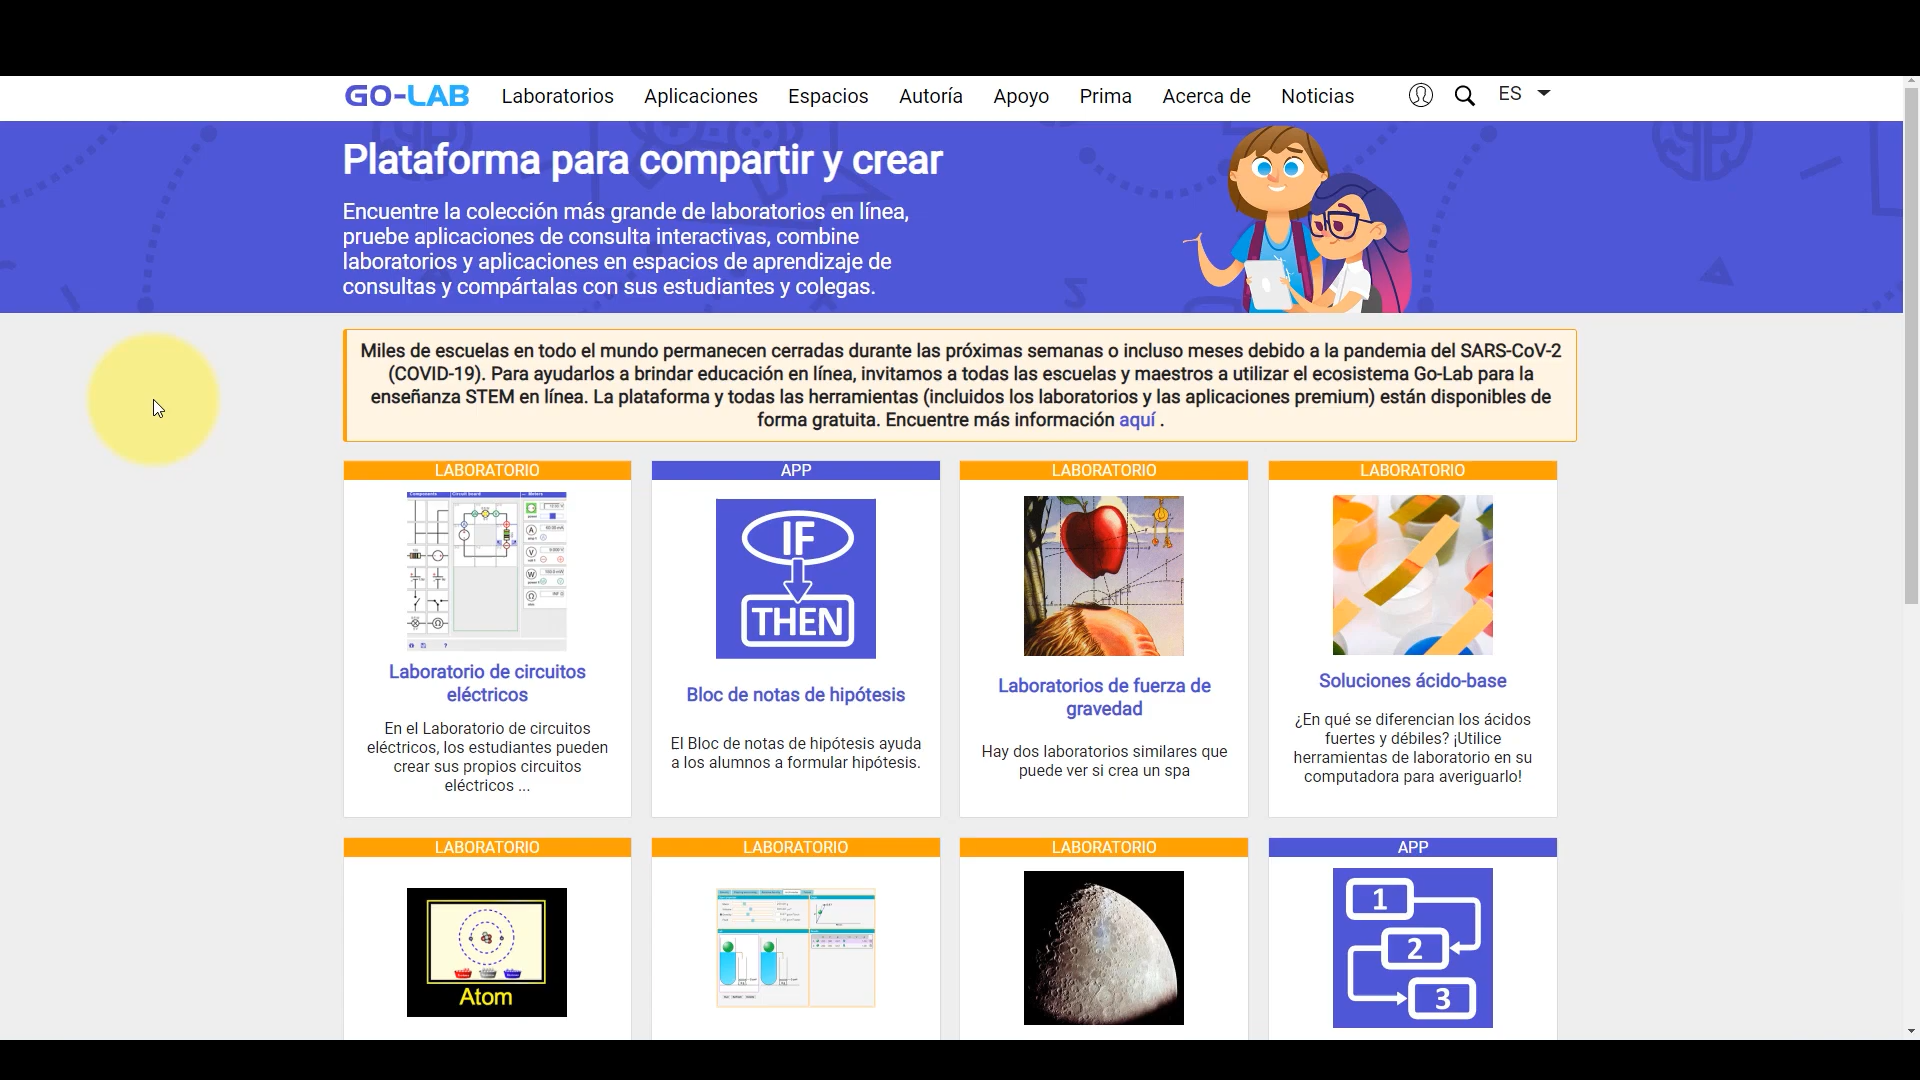 GO-LAB Laboratorios Aplicaciones Espacios Autoría Apoyo Prima Acerca de Noticias ES
Plataforma para compartir y crear
Encuentre la colección más grande de laboratorios en línea,
pruebe aplicaciones de consulta interactivas, combine
laboratorios y aplicaciones en espacios de aprendizaje de
consultas y compártalas con sus estudiantes y colegas.
Miles de escuelas en todo el mundo permanecen cerradas durante las próximas semanas o incluso meses debido a la pandemia del SARS-CoV-2
(COVID-19). Para ayudarlos a brindar educación en línea, invitamos a todas las escuelas y maestros a utilizar el ecosistema Go-Lab para la
enseñanza STEM en línea. La plataforma y todas las herramientas (incluidos los laboratorios y las aplicaciones premium) están disponibles de
forma gratuita. Encuentre más información aquí .
LABORATORIO
Components Circuit board Meters
Laboratorio de circuitos
eléctricos
En el Laboratorio de circuitos
eléctricos, los estudiantes pueden
crear sus propios circuitos
eléctricos ...
APP
IF
THEN
Bloc de notas de hipótesis
El Bloc de notas de hipótesis ayuda
a los alumnos a formular hipótesis.
LABORATORIO
Laboratorios de fuerza de
gravedad
Hay dos laboratorios similares que
puede ver si crea un spa
LABORATORIO
Soluciones ácido-base
¿En qué se diferencian los ácidos
fuertes y débiles? ¡Utilice
herramientas de laboratorio en su
computadora para averiguarlo!
LABORATORIO
Atom
LABORATORIO
LABORATORIO
APP
1
2
3